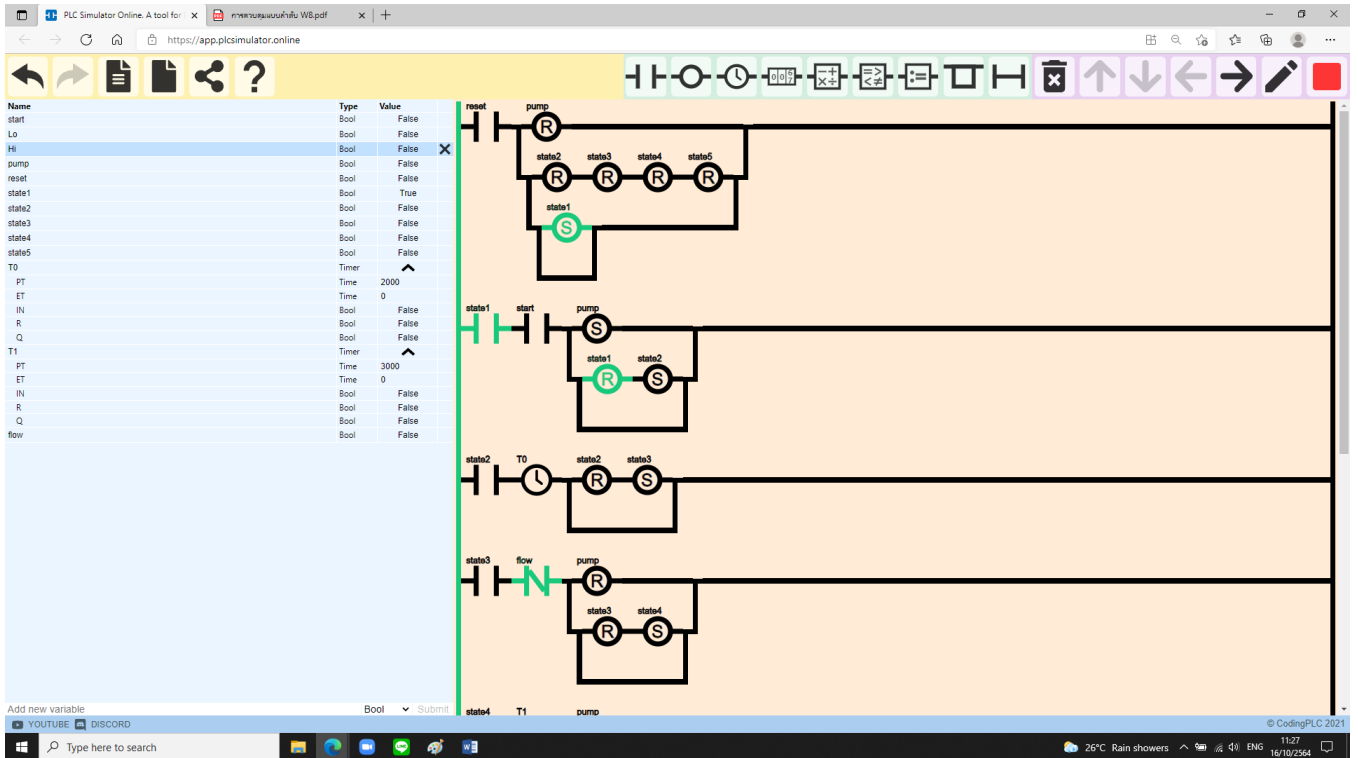 PLC Simulator Online. A tool for
การควบคุมแบบลำดับ W8.pdf
https://app.plcsimulator.online
Name Type Value
start Bool False
Lo Bool False
Hi Bool False
pump Bool False
reset Bool False
state1 Bool True
state2 Bool False
state3 Bool False
state4 Bool False
state5 Bool False
T0 Timer
PT Time 2000
ET Time 0
IN Bool False
R Bool False
Q Bool False
T1 Timer
PT Time 3000
ET Time 0
IN Bool False
R Bool False
Q Bool False
flow Bool False
Add new variable Bool Submit
reset pump
R
state2 state3 state4 state5
R R R R
state1
S
state1 start pump
S
state1 state2
R S
state2 T0 state2 state3
R S
state3 flow pump
R
state3 state4
R S
state4 T1 pump
YOUTUBE DISCORD © CodingPLC 2021
Type here to search
26°C Rain showers ENG
11:27
16/10/2564